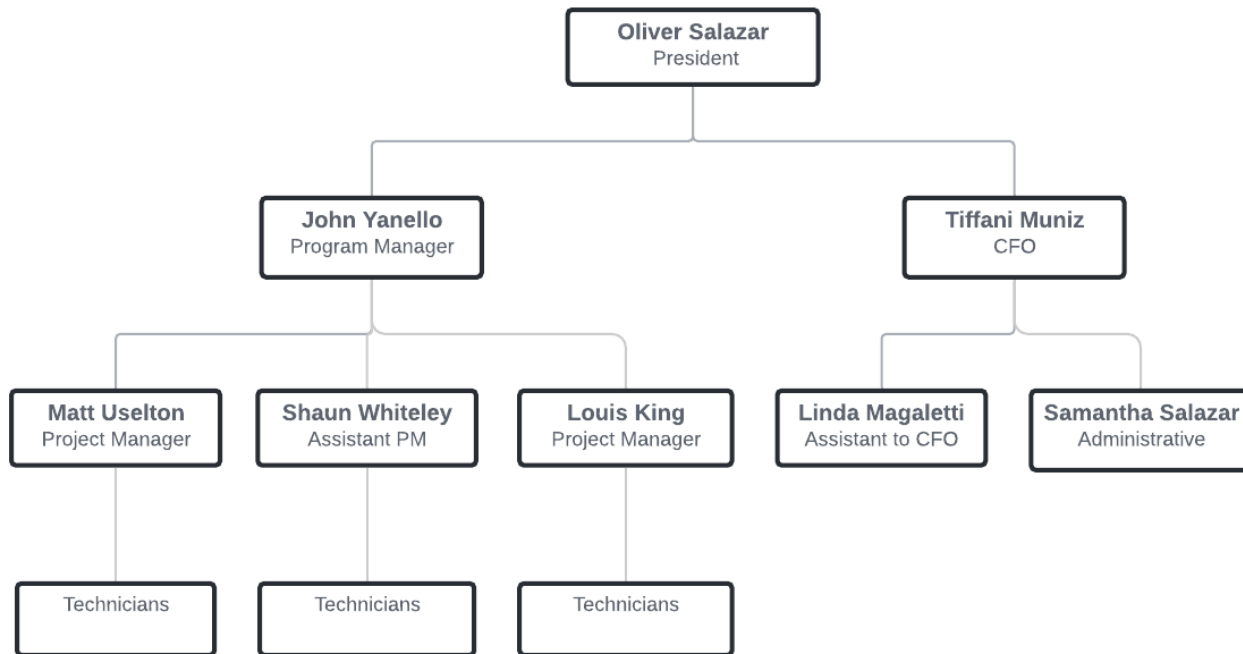 Oliver Salazar
President
John Yanello
Program Manager
Tiffani Muniz
CFO
Matt Uselton
Project Manager
Shaun Whiteley
Assistant PM
Louis King
Project Manager
Linda Magaletti
Assistant to CFO
Samantha Salazar
Administrative
Technicians
Technicians
Technicians